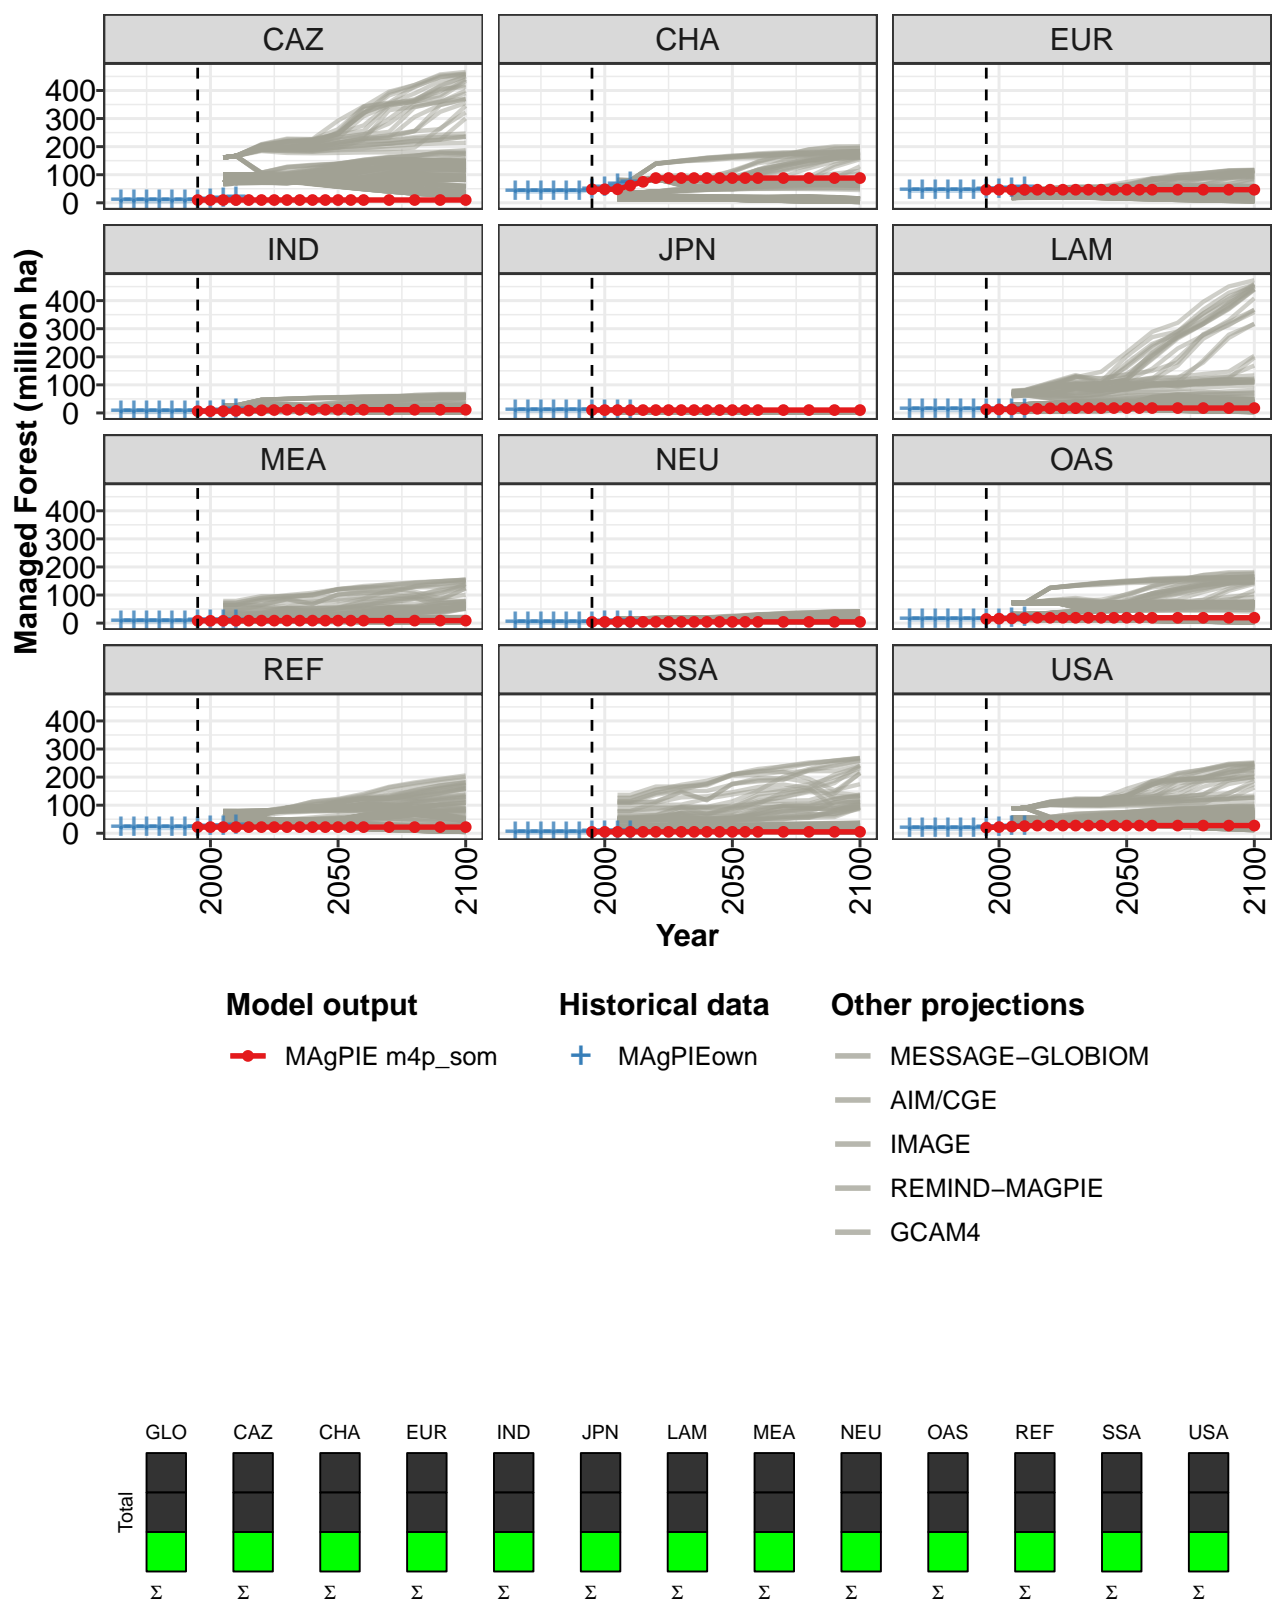 CAZ CHA EUR
400
300
200
100
0
IND JPN LAM
400
300
200
100
0
MEA NEU OAS
400
300
200
100
0
REF SSA USA
400
300
200
100
0
Managed Forest (million ha)
2000 2050 2100 2000 2050 2100 2000 2050 2100
Year
Model output Historical data Other projections
MAgPIE m4p_som MAgPIEown MESSAGE−GLOBIOM
AIM/CGE
IMAGE
REMIND−MAGPIE
GCAM4
GLO CAZ CHA EUR IND JPN LAM MEA NEU OAS REF SSA USA
Total
Σ Σ Σ Σ Σ Σ Σ Σ Σ Σ Σ Σ Σ